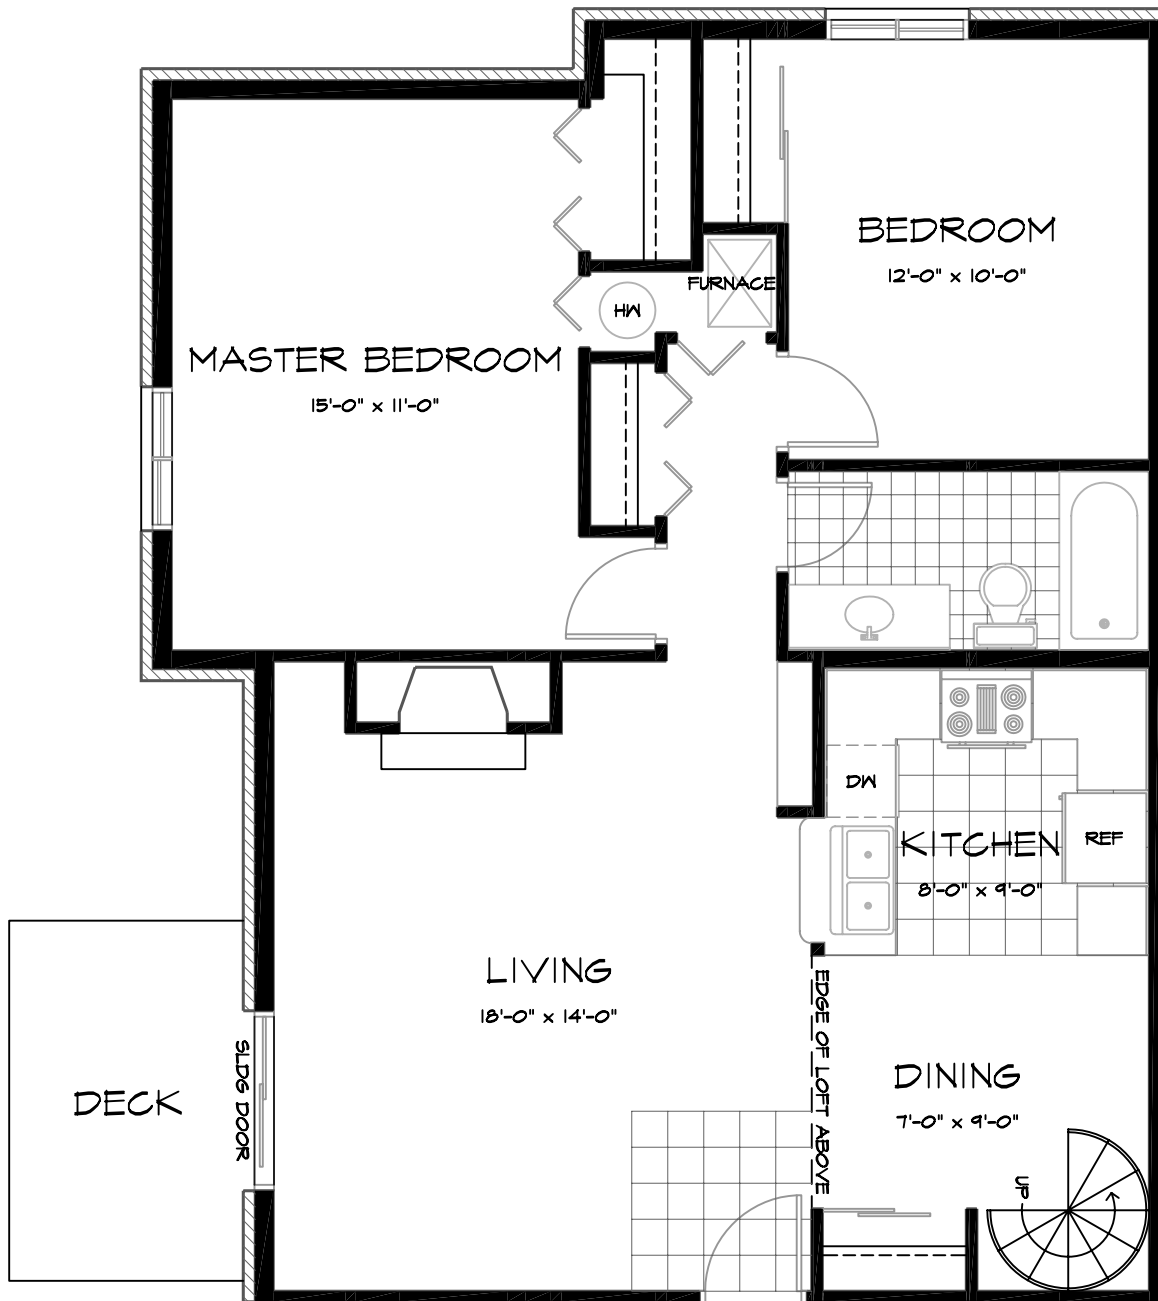 BEDROOM
12'-0" x 10'-0"
FURNACE
HW
MASTER BEDROOM
15'-0" x 11'-0"
DW
KITCHEN
8'-0" x 9'-0"
REF
LIVING
18'-0" x 14'-0"
EDGE OF LOFT ABOVE
SLDG DOOR
DECK
DINING
7'-0" x 9'-0"
UP